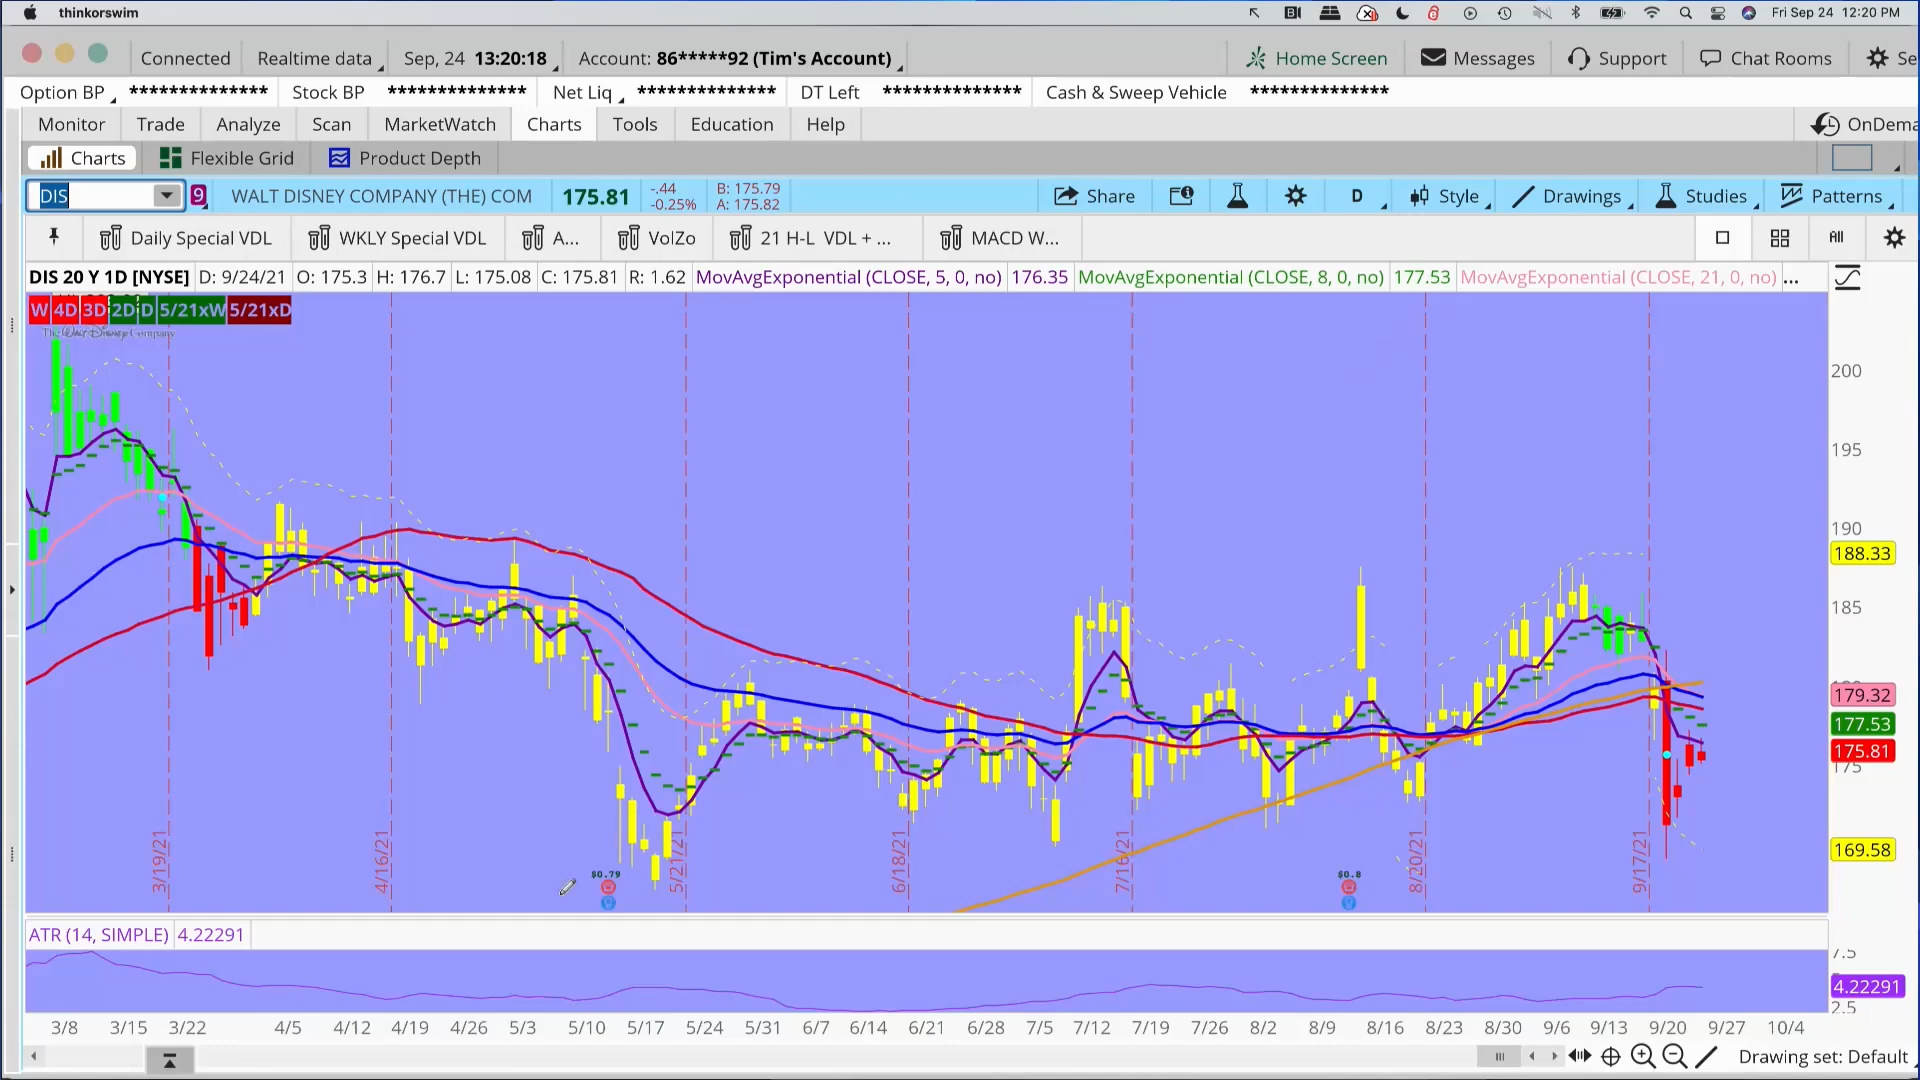 thinkorswim
Fri Sep 24 12:20 PM
Connected
Realtime data
Sep, 24 13:20:18
Account: 86*****92 (Tim's Account)
Home Screen
Messages
Support
Chat Rooms
Se
Option BP **************
Stock BP **************
Net Liq **************
DT Left **************
Cash & Sweep Vehicle **************
Monitor
Trade
Analyze
Scan
MarketWatch
Charts
Tools
Education
Help
OnDema
Charts
Flexible Grid
Product Depth
DIS
9
WALT DISNEY COMPANY (THE) COM
175.81
-.44
-0.25%
B: 175.79
A: 175.82
Share
D
Style
Drawings
Studies
Patterns
Daily Special VDL
WKLY Special VDL
A...
VolZo
21 H-L VDL + ...
MACD W...
All
DIS 20 Y 1D [NYSE]
D: 9/24/21
O: 175.3
H: 176.7
L: 175.08
C: 175.81
R: 1.62
MovAvgExponential (CLOSE, 5, 0, no)
176.35
MovAvgExponential (CLOSE, 8, 0, no)
177.53
MovAvgExponential (CLOSE, 21, 0, no)
...
W
4D
3D
2D
D
5/21xW
5/21xD
The Walt Disney Company
200
195
190
188.33
185
179.32
177.53
175.81
175
169.58
3/19/21
4/16/21
5/21/21
6/18/21
7/16/21
8/20/21
9/17/21
$0.79
$0.8
ATR (14, SIMPLE)
4.22291
7.5
4.22291
2.5
3/8
3/15
3/22
4/5
4/12
4/19
4/26
5/3
5/10
5/17
5/24
5/31
6/7
6/14
6/21
6/28
7/5
7/12
7/19
7/26
8/2
8/9
8/16
8/23
8/30
9/6
9/13
9/20
9/27
10/4
Drawing set: Default